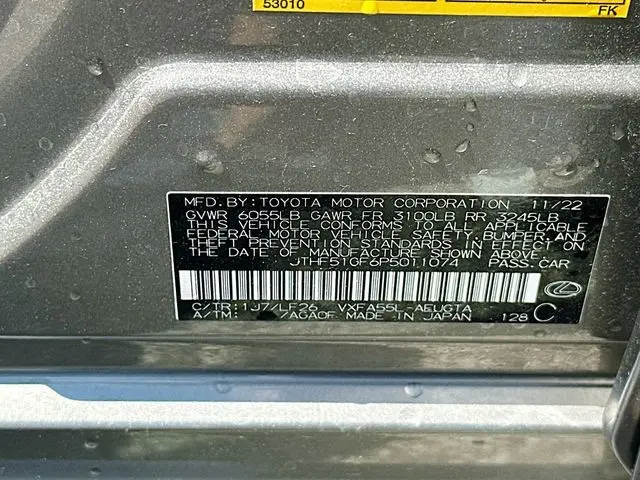 53010
FK
MFD. BY: TOYOTA MOTOR CORPORATION 11/22
GVWR 6055LB GAWR FR 3100LB RR 3245LB
THIS VEHICLE CONFORMS TO ALL APPLICABLE
FEDERAL MOTOR VEHICLE SAFETY, BUMPER, AND
THEFT PREVENTION STANDARDS IN EFFECT ON
THE DATE OF MANUFACTURE SHOWN ABOVE.
JTHF51GF6P5011074 PASS. CAR
C/TR: 1J7/LF26 VXFA55L-AEUGTA
A/TM: /AGA0F MADE IN JAPAN 128 C